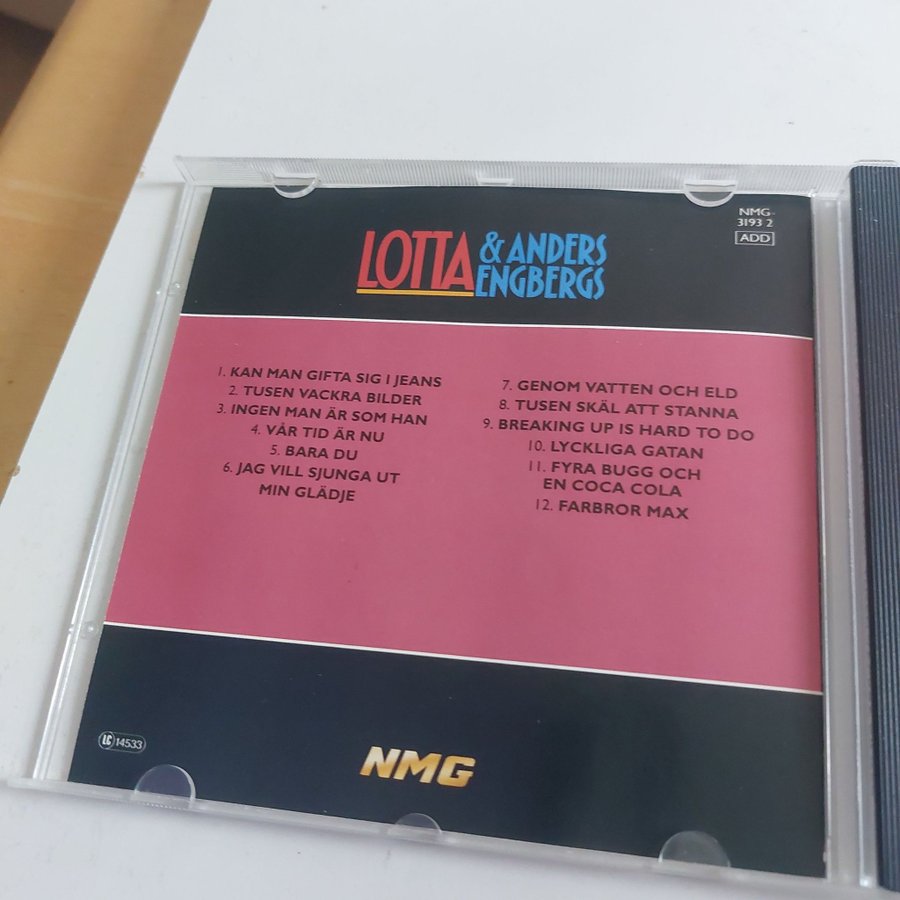 LOTTA & ANDERS
ENGBERGS
NMG
3193 2
ADD
1. KAN MAN GIFTA SIG I JEANS
2. TUSEN VACKRA BILDER
3. INGEN MAN ÄR SOM HAN
4. VÅR TID ÄR NU
5. BARA DU
6. JAG VILL SJUNGA UT
MIN GLÄDJE
7. GENOM VATTEN OCH ELD
8. TUSEN SKÄL ATT STANNA
9. BREAKING UP IS HARD TO DO
10. LYCKLIGA GATAN
11. FYRA BUGG OCH
EN COCA COLA
12. FARBROR MAX
LC 14533
NMG